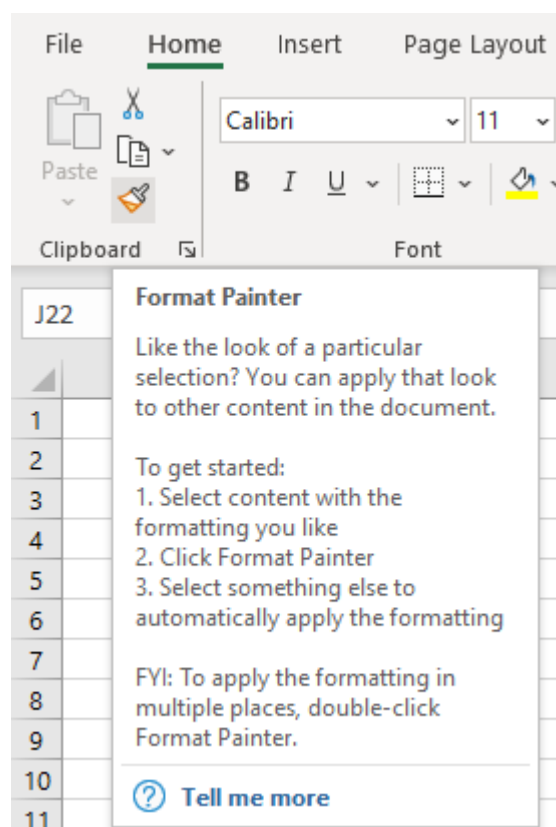 File Home Insert Page Layout
Calibri 11
Paste
B I U
Clipboard Font
J22
Format Painter
Like the look of a particular
selection? You can apply that look
to other content in the document.
To get started:
1. Select content with the
formatting you like
2. Click Format Painter
3. Select something else to
automatically apply the formatting
FYI: To apply the formatting in
multiple places, double-click
Format Painter.
? Tell me more
1
2
3
4
5
6
7
8
9
10
11